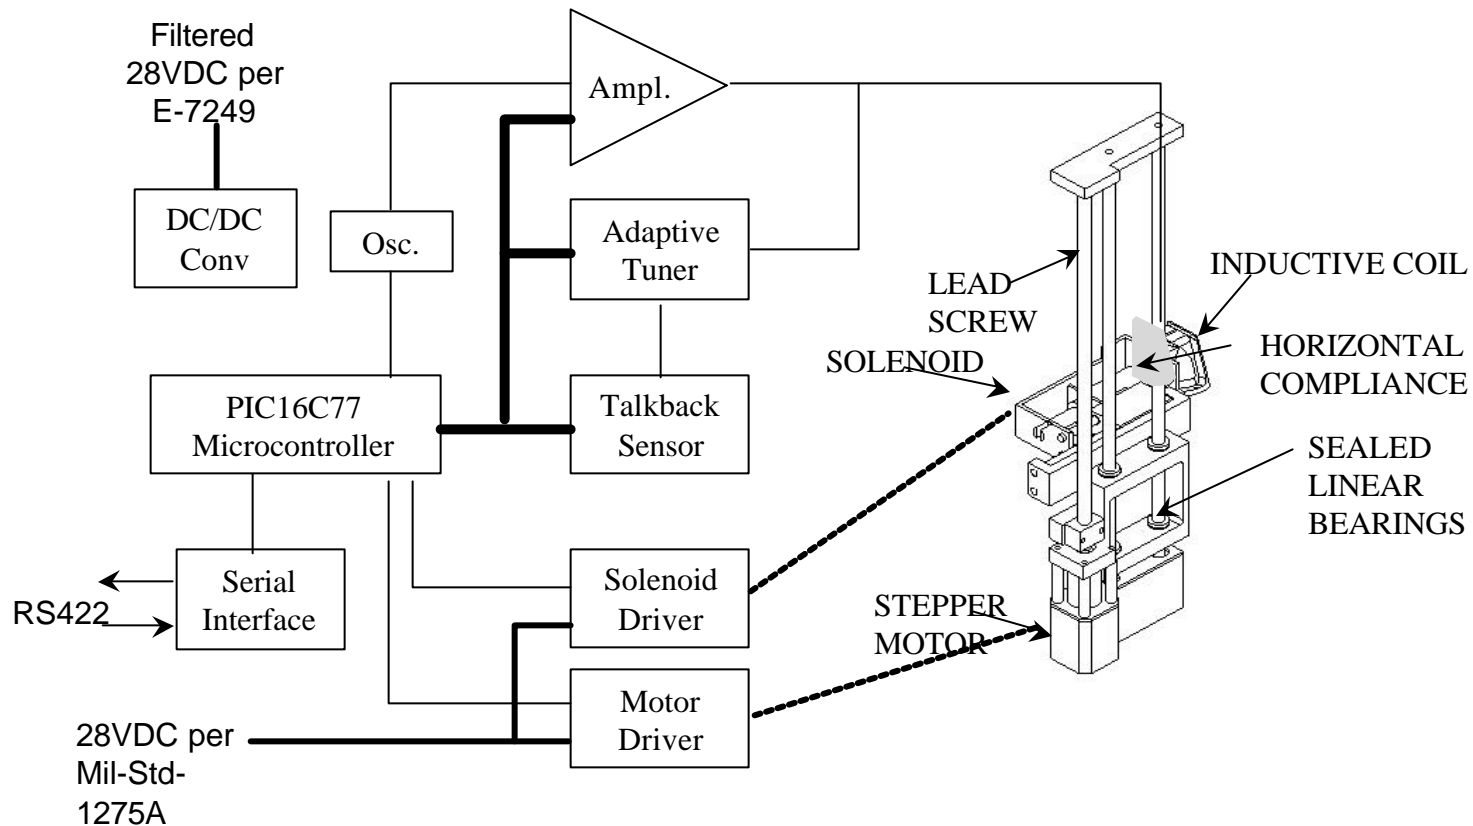 Filtered
28VDC per
E-7249
DC/DC
Conv
Osc.
Ampl.
Adaptive
Tuner
PIC16C77
Microcontroller
Talkback
Sensor
Serial
Interface
RS422
Solenoid
Driver
Motor
Driver
28VDC per
Mil-Std-
1275A
LEAD
SCREW
INDUCTIVE COIL
SOLENOID
HORIZONTAL
COMPLIANCE
SEALED
LINEAR
BEARINGS
STEPPER
MOTOR